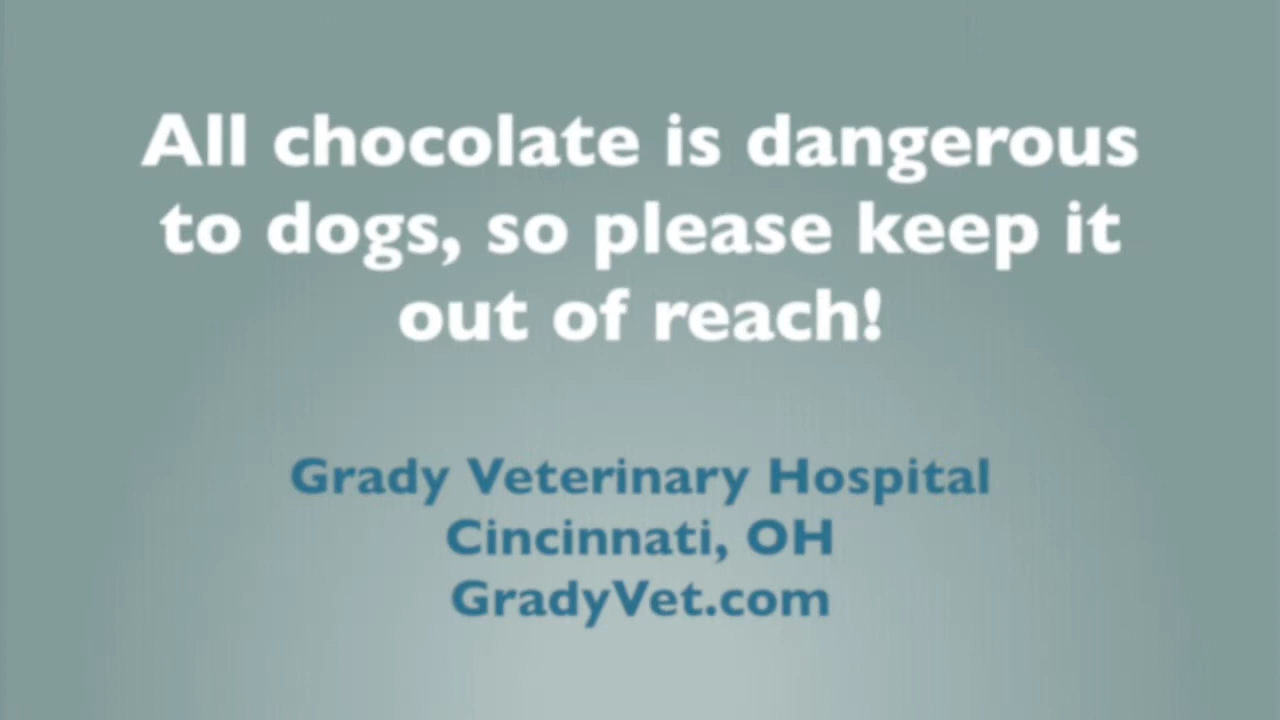 All chocolate is dangerous
to dogs, so please keep it
out of reach!
Grady Veterinary Hospital
Cincinnati, OH
GradyVet.com